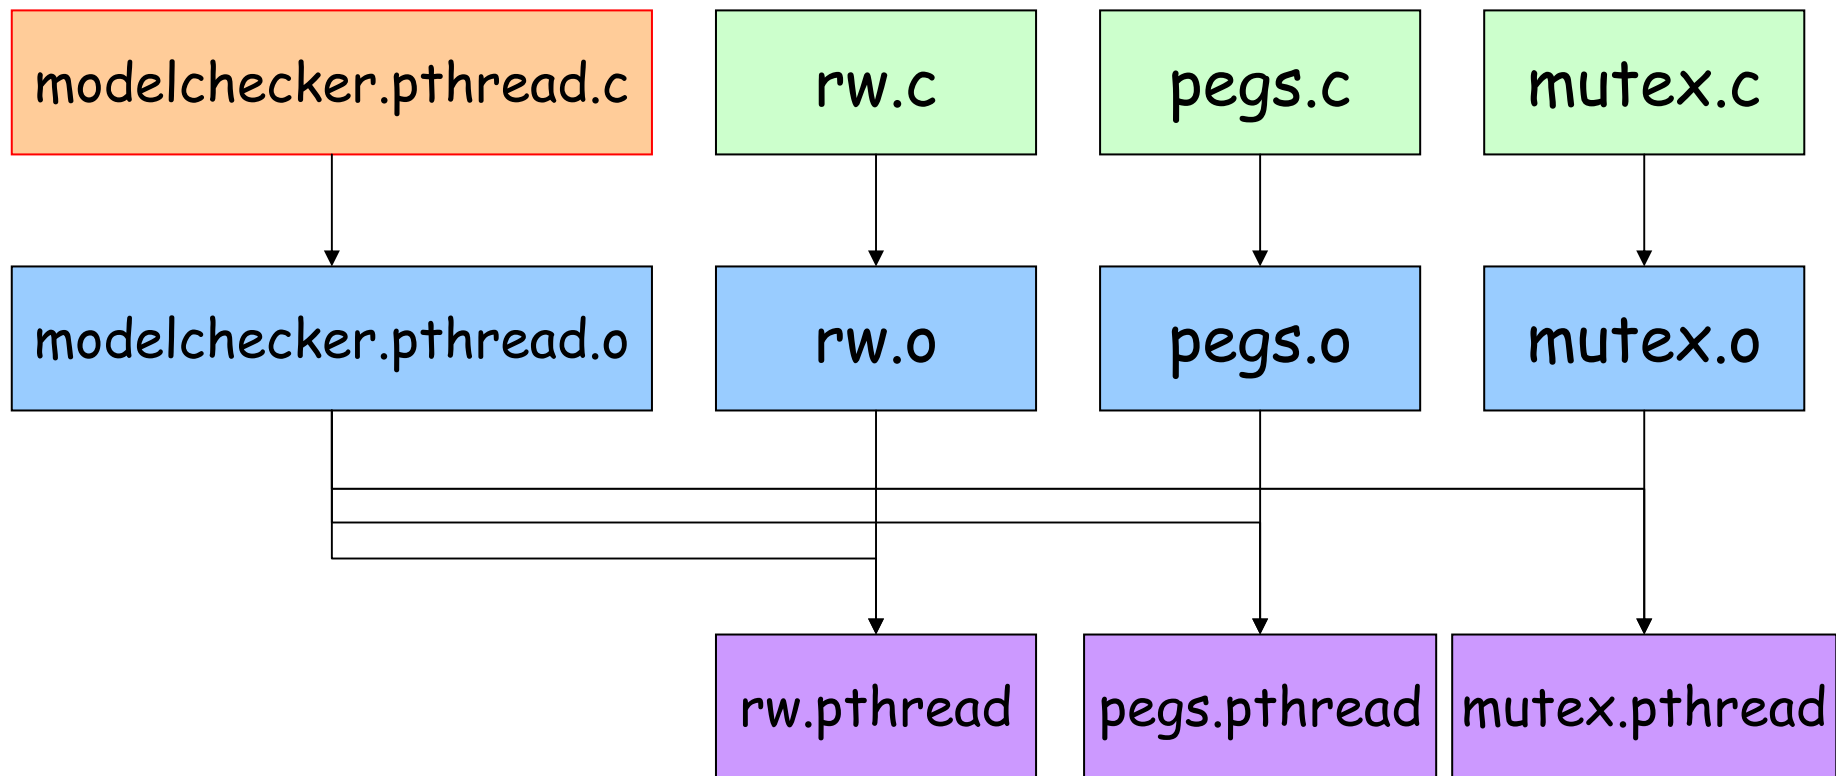 modelchecker.pthread.c
rw.c
pegs.c
mutex.c
modelchecker.pthread.o
rw.o
pegs.o
mutex.o
rw.pthread
pegs.pthread
mutex.pthread